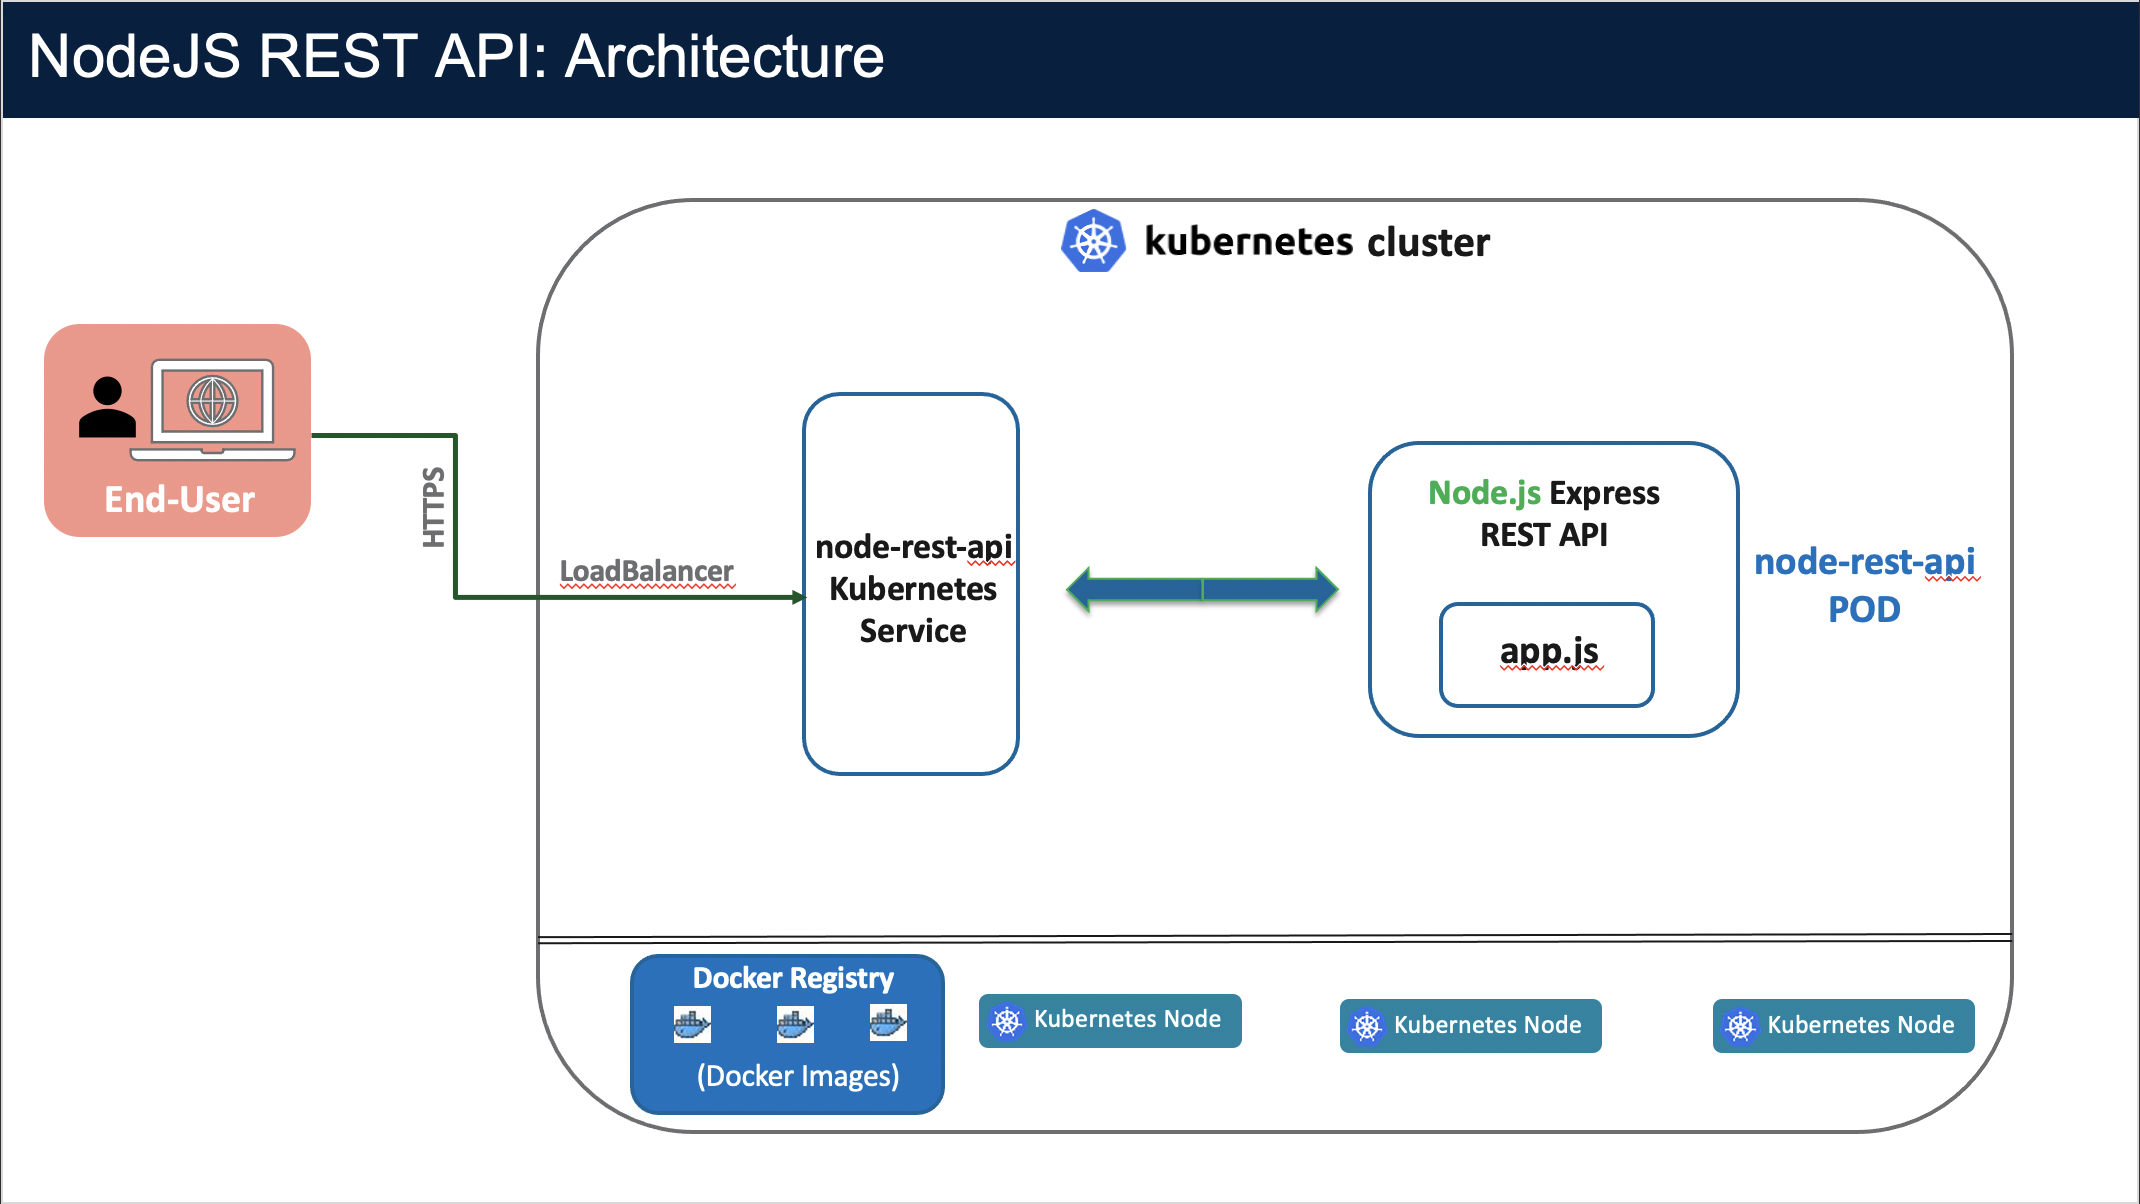 NodeJS REST API: Architecture
kubernetes cluster
End-User
HTTPS
LoadBalancer
node-rest-api
Kubernetes
Service
Node.js Express
REST API
app.js
node-rest-api
POD
Docker Registry
(Docker Images)
Kubernetes Node
Kubernetes Node
Kubernetes Node